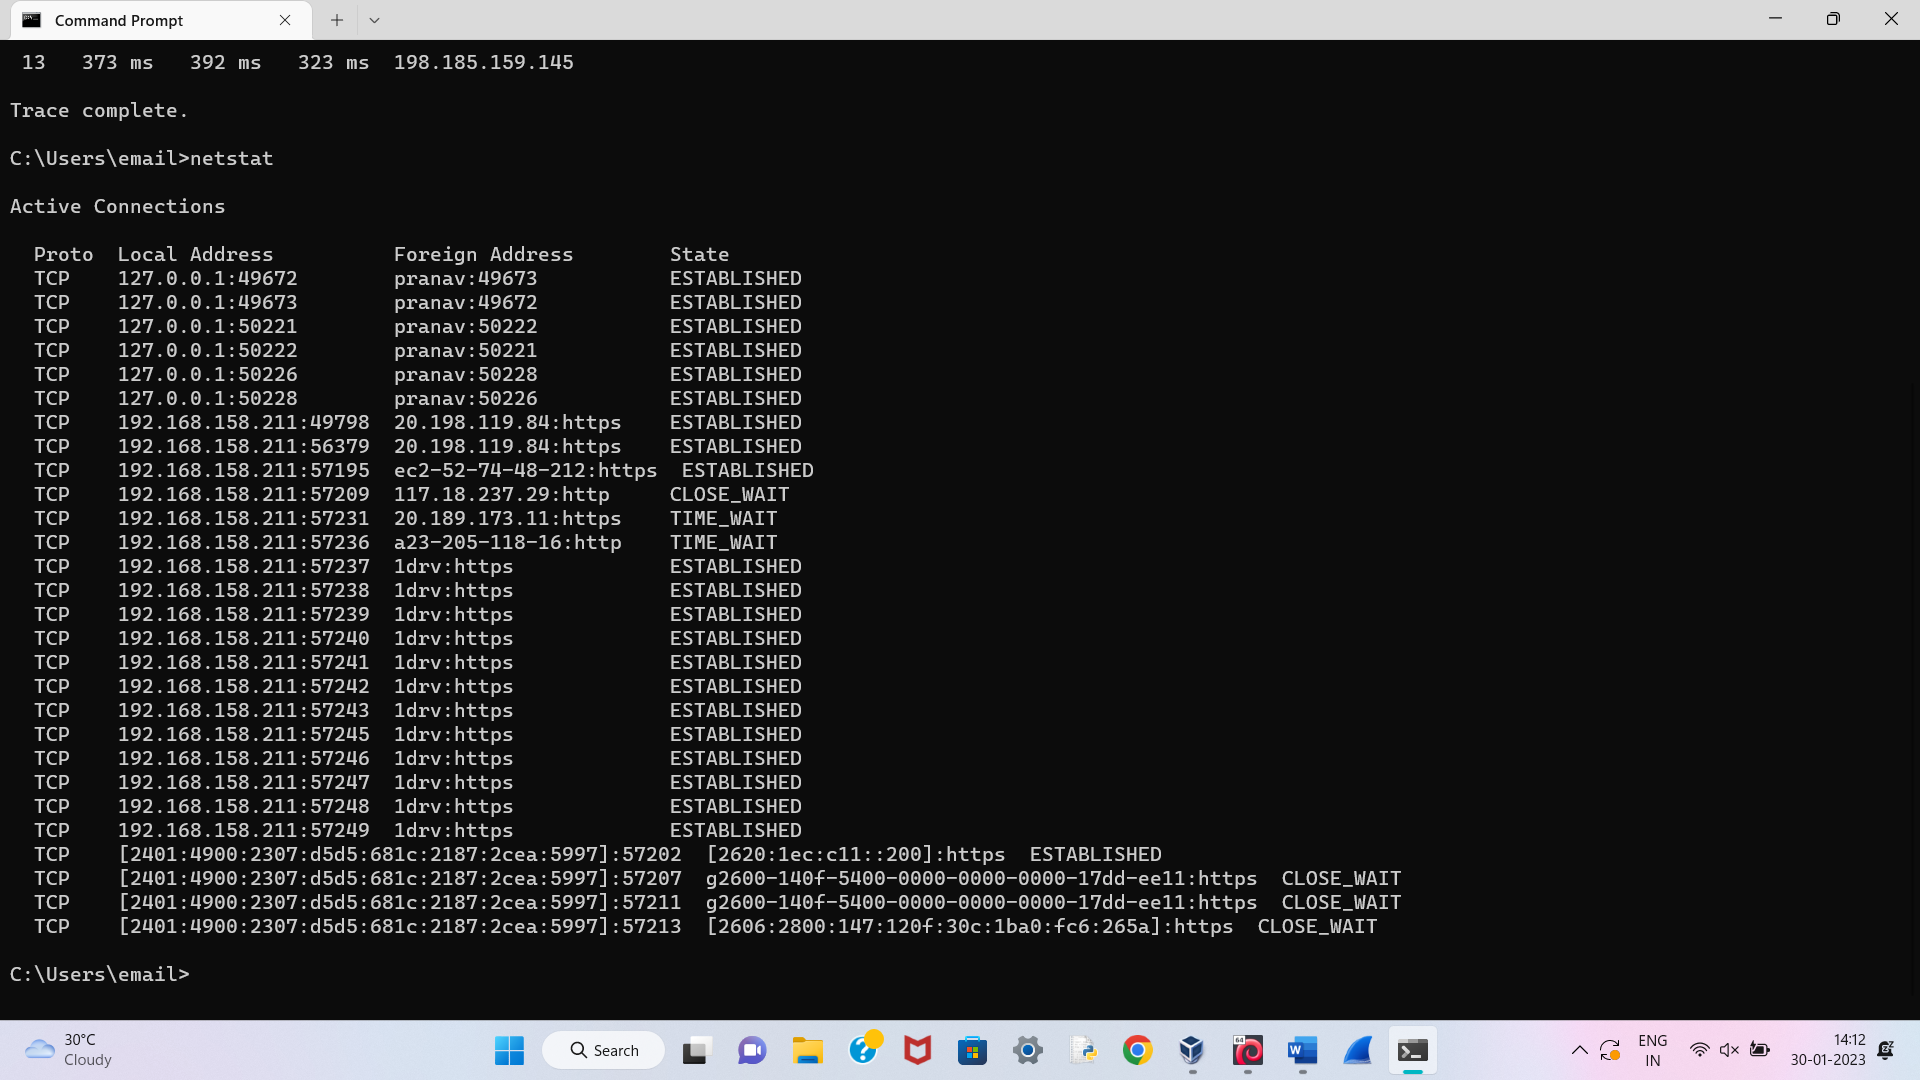 Command Prompt
13   373 ms   392 ms   323 ms  198.185.159.145
Trace complete.
C:\Users\email>netstat
Active Connections
Proto  Local Address          Foreign Address        State
TCP    127.0.0.1:49672        pranav:49673           ESTABLISHED
TCP    127.0.0.1:49673        pranav:49672           ESTABLISHED
TCP    127.0.0.1:50221        pranav:50222           ESTABLISHED
TCP    127.0.0.1:50222        pranav:50221           ESTABLISHED
TCP    127.0.0.1:50226        pranav:50228           ESTABLISHED
TCP    127.0.0.1:50228        pranav:50226           ESTABLISHED
TCP    192.168.158.211:49798  20.198.119.84:https    ESTABLISHED
TCP    192.168.158.211:56379  20.198.119.84:https    ESTABLISHED
TCP    192.168.158.211:57195  ec2-52-74-48-212:https  ESTABLISHED
TCP    192.168.158.211:57209  117.18.237.29:http     CLOSE_WAIT
TCP    192.168.158.211:57231  20.189.173.11:https    TIME_WAIT
TCP    192.168.158.211:57236  a23-205-118-16:http    TIME_WAIT
TCP    192.168.158.211:57237  1drv:https             ESTABLISHED
TCP    192.168.158.211:57238  1drv:https             ESTABLISHED
TCP    192.168.158.211:57239  1drv:https             ESTABLISHED
TCP    192.168.158.211:57240  1drv:https             ESTABLISHED
TCP    192.168.158.211:57241  1drv:https             ESTABLISHED
TCP    192.168.158.211:57242  1drv:https             ESTABLISHED
TCP    192.168.158.211:57243  1drv:https             ESTABLISHED
TCP    192.168.158.211:57245  1drv:https             ESTABLISHED
TCP    192.168.158.211:57246  1drv:https             ESTABLISHED
TCP    192.168.158.211:57247  1drv:https             ESTABLISHED
TCP    192.168.158.211:57248  1drv:https             ESTABLISHED
TCP    192.168.158.211:57249  1drv:https             ESTABLISHED
TCP    [2401:4900:2307:d5d5:681c:2187:2cea:5997]:57202  [2620:1ec:c11::200]:https  ESTABLISHED
TCP    [2401:4900:2307:d5d5:681c:2187:2cea:5997]:57207  g2600-140f-5400-0000-0000-0000-17dd-ee11:https  CLOSE_WAIT
TCP    [2401:4900:2307:d5d5:681c:2187:2cea:5997]:57211  g2600-140f-5400-0000-0000-0000-17dd-ee11:https  CLOSE_WAIT
TCP    [2401:4900:2307:d5d5:681c:2187:2cea:5997]:57213  [2606:2800:147:120f:30c:1ba0:fc6:265a]:https  CLOSE_WAIT
C:\Users\email>
30°C
Cloudy
Search
64
W
ENG
IN
14:12
30-01-2023